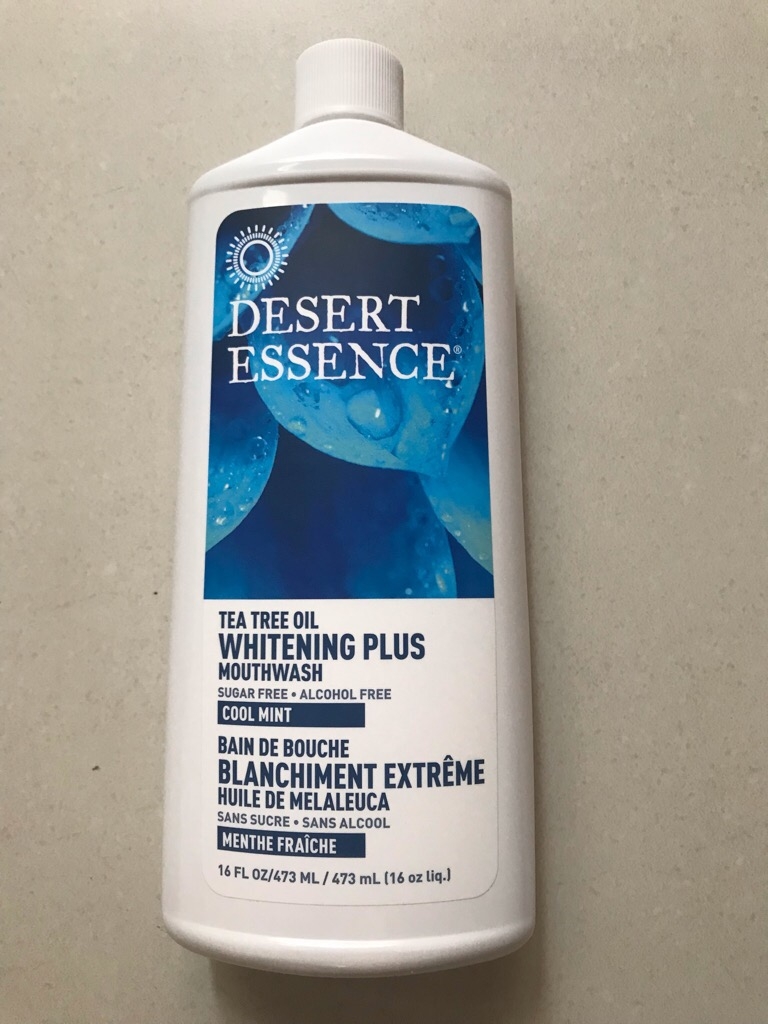 DESERT
ESSENCE®
TEA TREE OIL
WHITENING PLUS
MOUTHWASH
SUGAR FREE • ALCOHOL FREE
COOL MINT
BAIN DE BOUCHE
BLANCHIMENT EXTRÊME
HUILE DE MELALEUCA
SANS SUCRE • SANS ALCOOL
MENTHE FRAÎCHE
16 FL OZ/473 ML / 473 mL (16 oz liq.)